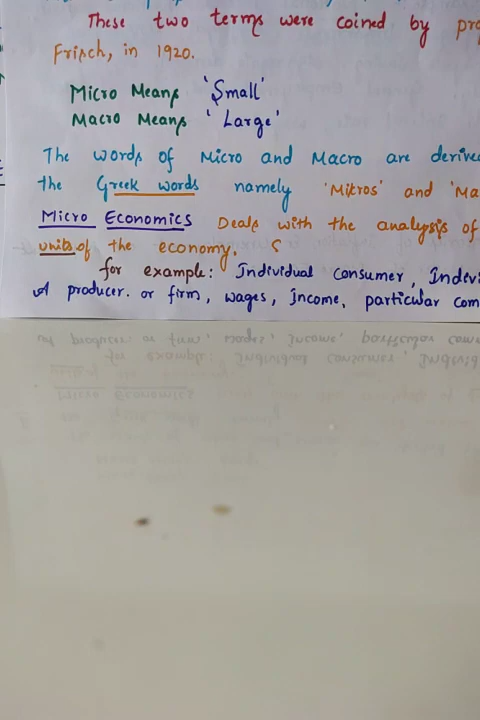 These two terms were coined by
Frisch, in 1920.
Micro Means 'Small'
Macro Means 'Large'
The words of Micro and Macro are
the Greek words namely 'Mikros' and
Micro Economics Deals with the analysis of
units of the economy.
for example: Individual consumer,
A producer. or firm, wages, Income, particular